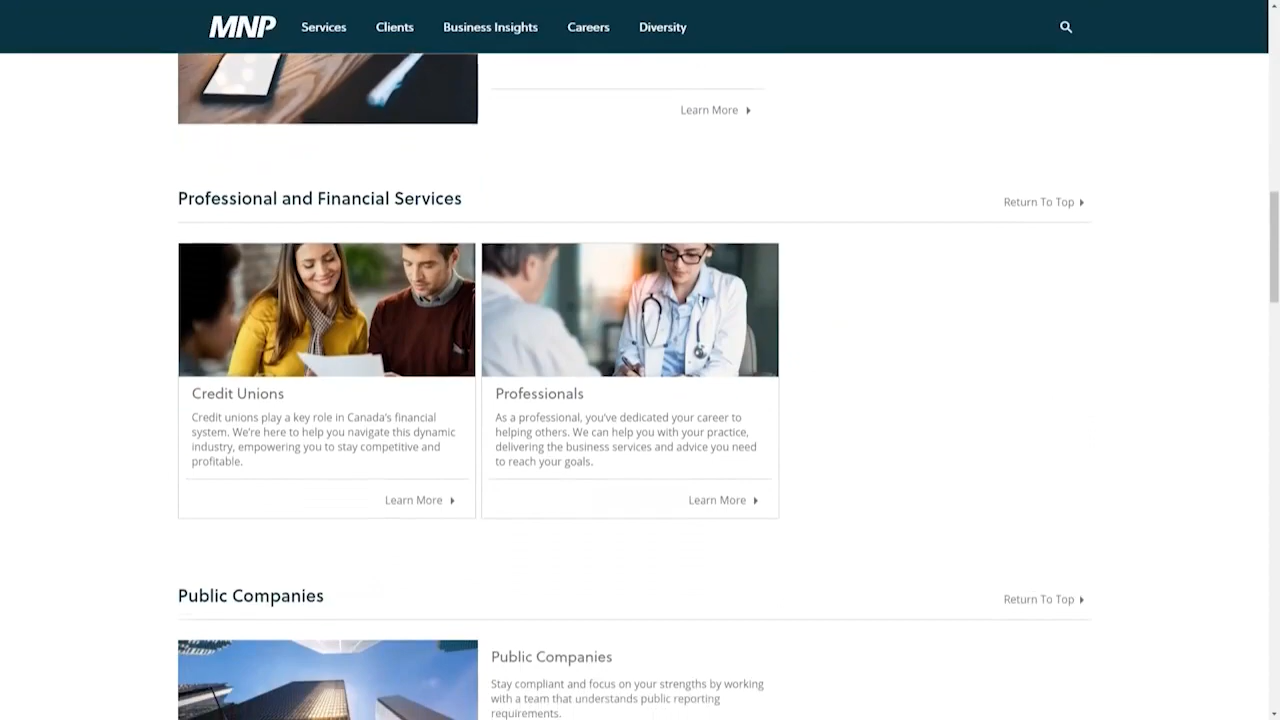 MNP Services Clients Business Insights Careers Diversity
Learn More
Professional and Financial Services
Return To Top
Credit Unions
Credit unions play a key role in Canada's financial
system. We're here to help you navigate this dynamic
industry, empowering you to stay competitive and
profitable.
Learn More
Professionals
As a professional, you've dedicated your career to
helping others. We can help you with your practice,
delivering the business services and advice you need
to reach your goals.
Learn More
Public Companies
Return To Top
Public Companies
Stay compliant and focus on your strengths by working
with a team that understands public reporting
requirements.